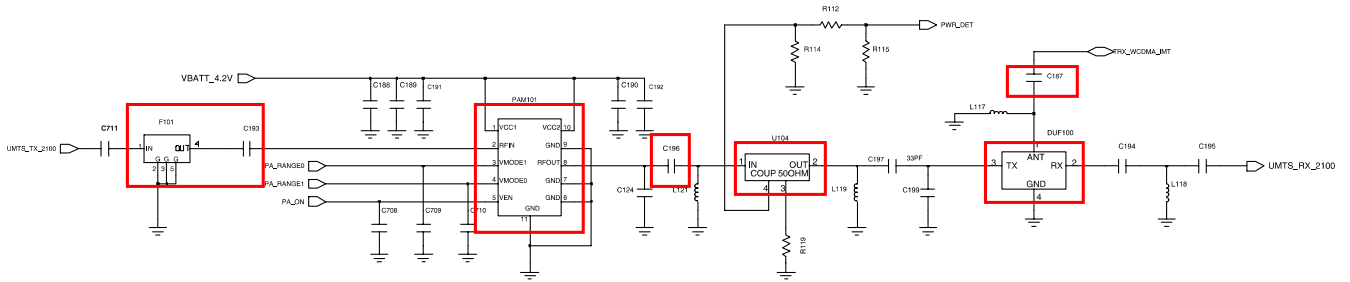 R112
PWR_DET
R114
R115
TRX_WCDMA_IMT
VBATT_4.2V
C188
C189
C191
C190
C192
C187
PAM101
L117
F101
C711
C193
UMTS_TX_2100
1
IN
OUT
4
G G G
2 3 5
1
VCC1
VCC2
10
2
RFIN
GND
9
PA_RANGE0
3
VMODE1
RFOUT
8
PA_RANGE1
4
VMODE0
GND
7
PA_ON
5
VEN
GND
6
GND
11
C708
C709
C710
C196
C124
L121
U104
1
IN
OUT
2
COUP 50OHM
4
3
R119
L119
C197
33PF
C199
DUF100
1
ANT
3
TX
RX
2
GND
4
C194
C195
L118
UMTS_RX_2100